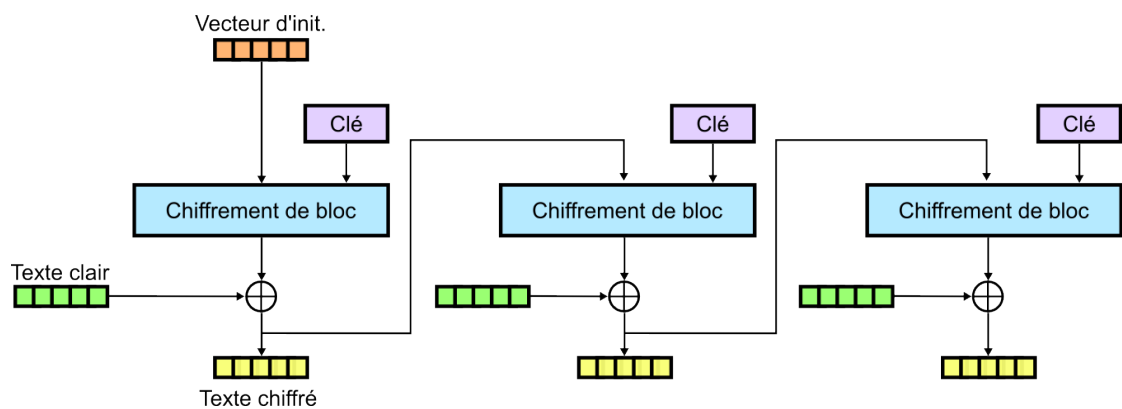 Vecteur d'init.
Clé
Clé
Clé
Chiffrement de bloc
Chiffrement de bloc
Chiffrement de bloc
Texte clair
Texte chiffré